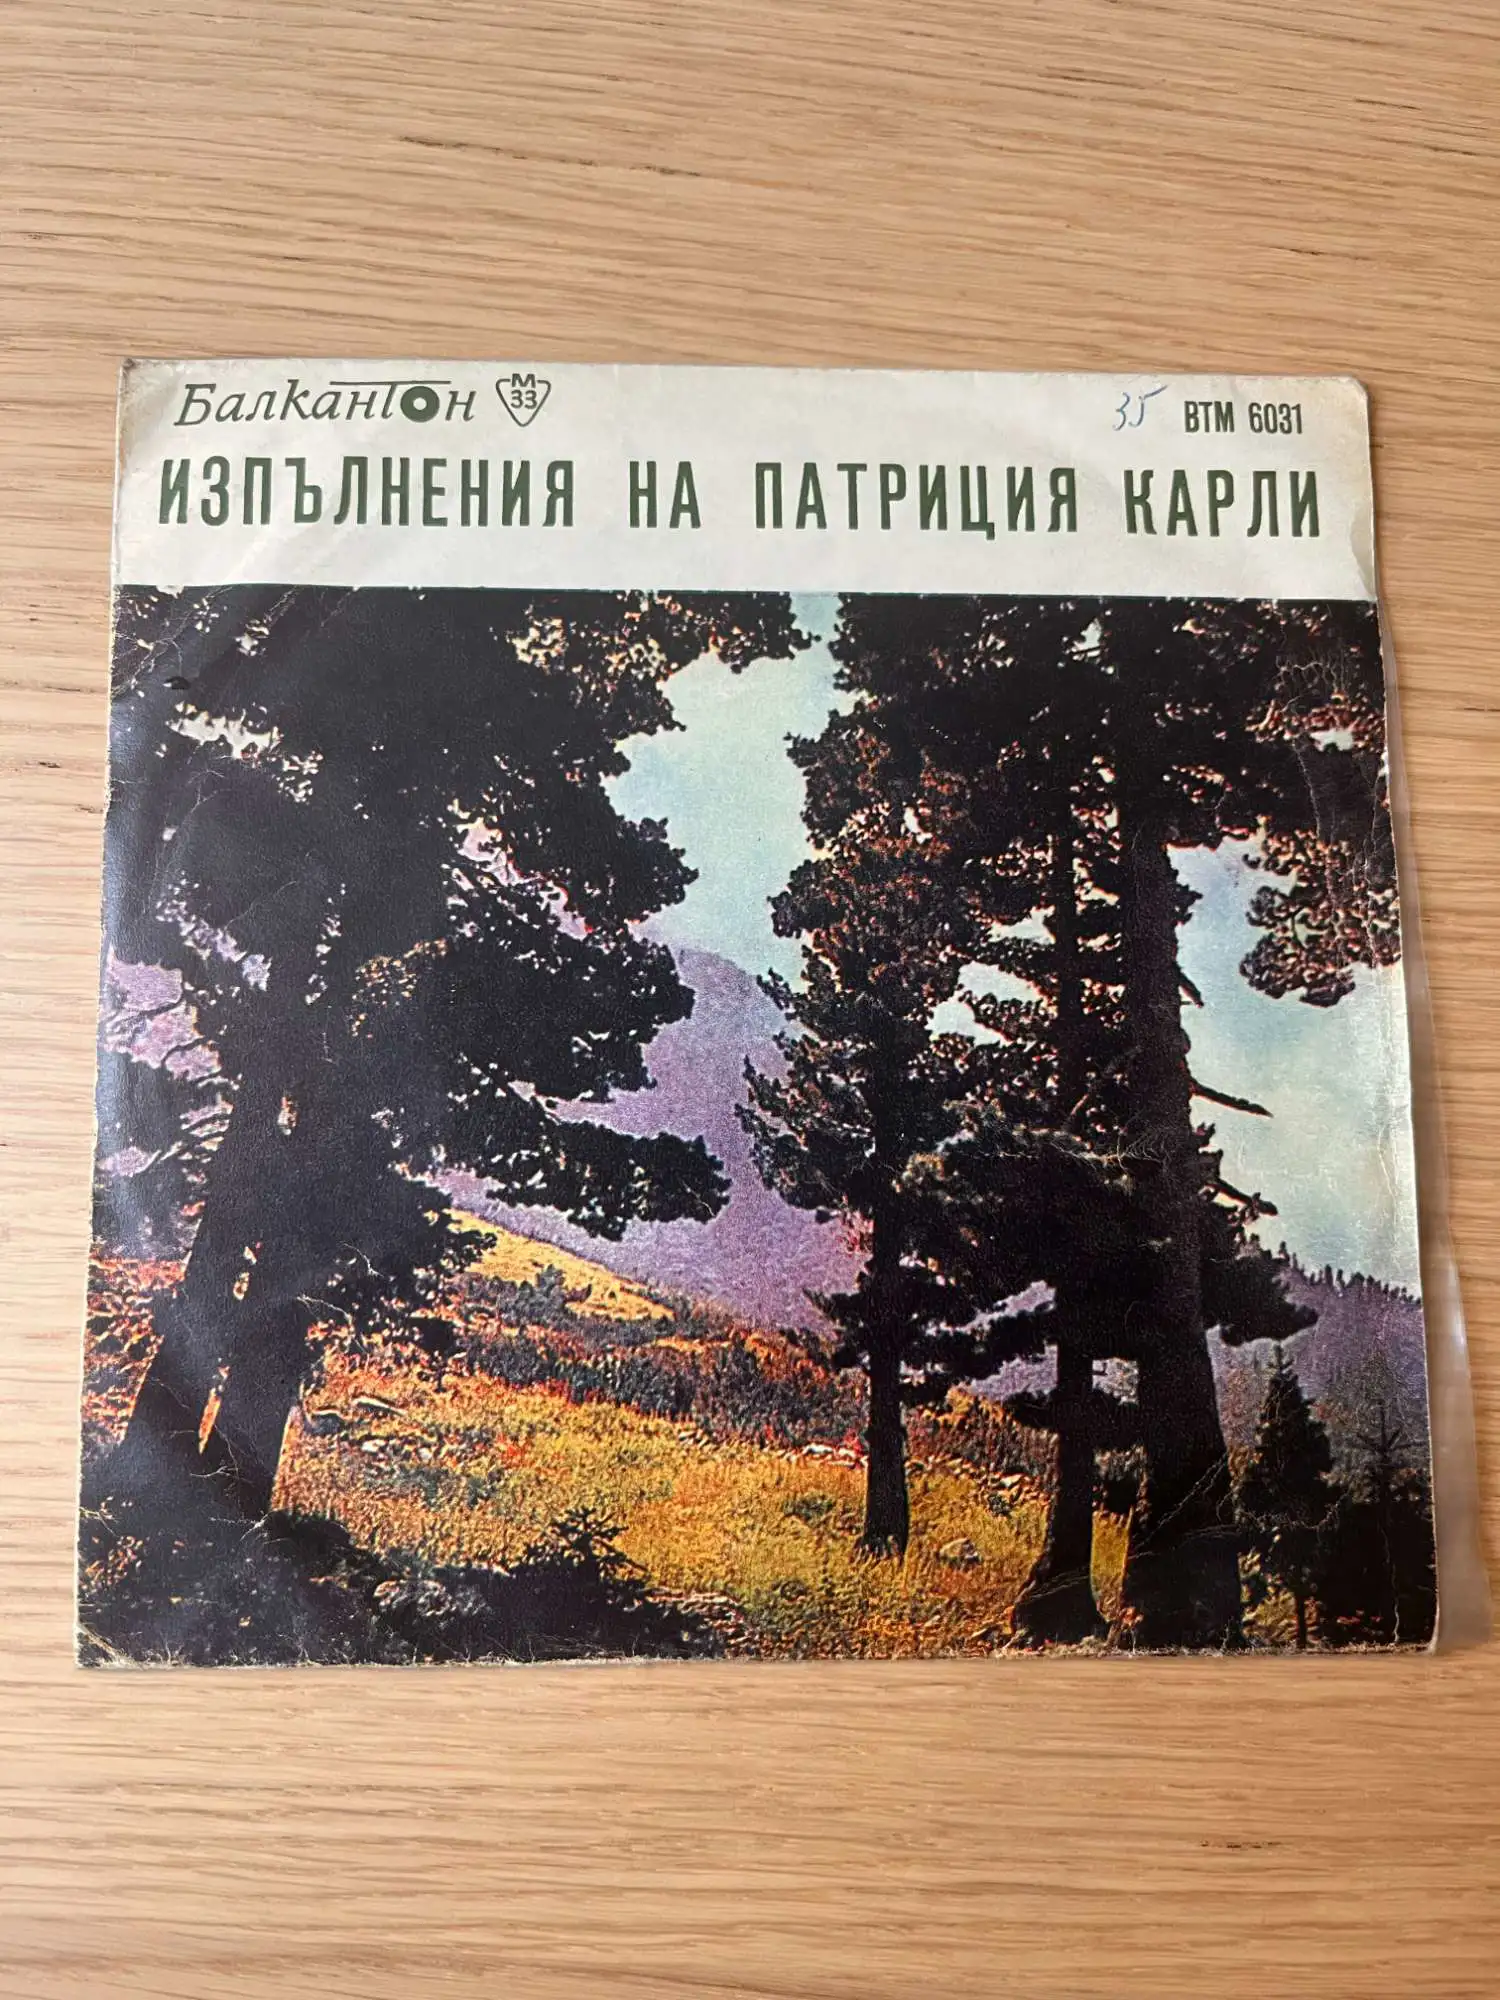 Балкантон М 33 35 ВТМ 6031
ИЗПЪЛНЕНИЯ НА ПАТРИЦИЯ КАРЛИ